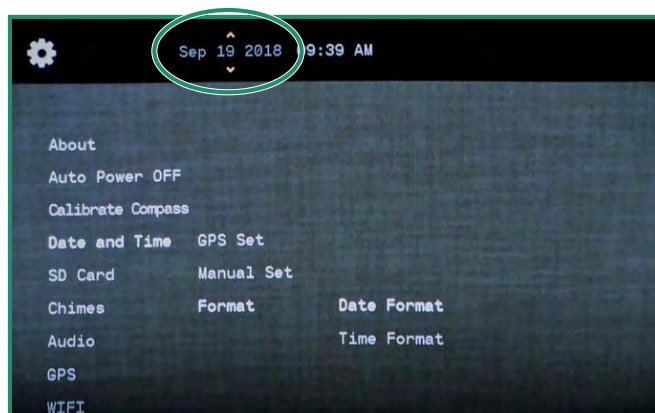 Sep 19 2018 09:39 AM
About
Auto Power OFF
Calibrate Compass
Date and Time GPS Set
SD Card Manual Set
Chimes Format Date Format
Audio Time Format
GPS
WIFI